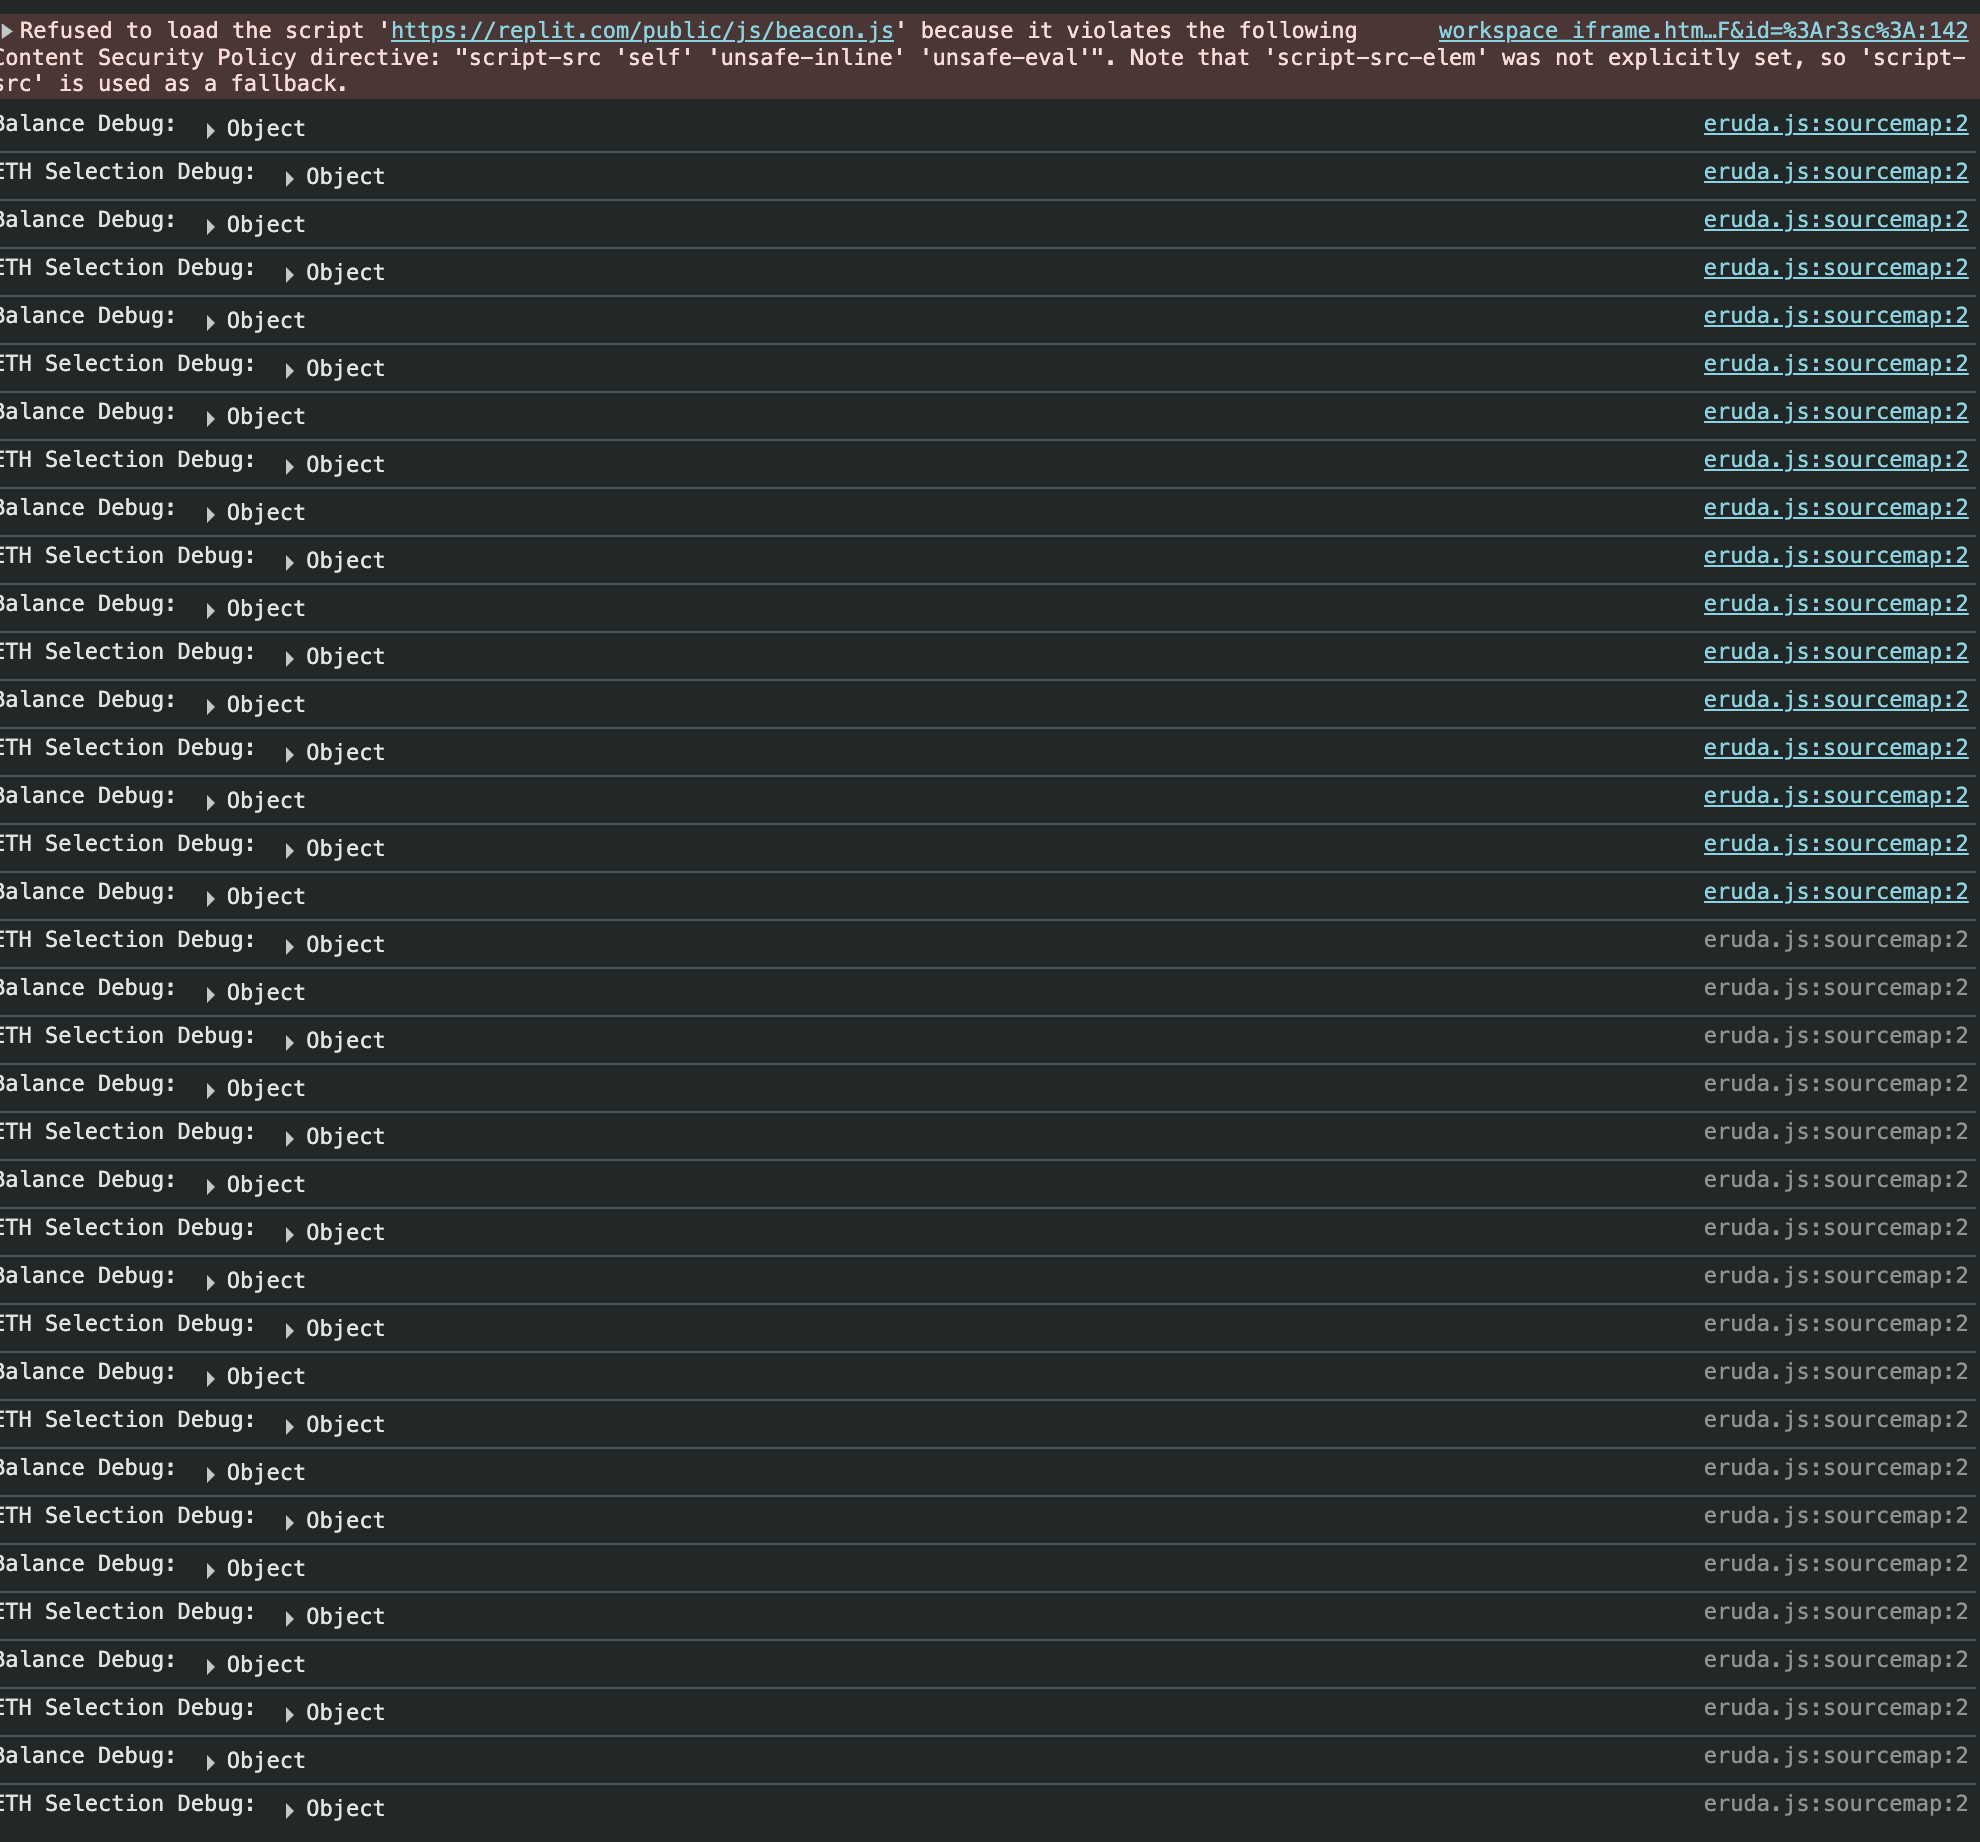 Refused to load the script 'https://replit.com/public/js/beacon.js' because it violates the following workspace_iframe.htm…F&id=%3Ar3sc%3A:142
Content Security Policy directive: "script-src 'self' 'unsafe-inline' 'unsafe-eval'". Note that 'script-src-elem' was not explicitly set, so 'script-
src' is used as a fallback.
Balance Debug: Object eruda.js:sourcemap:2
ETH Selection Debug: Object eruda.js:sourcemap:2
Balance Debug: Object eruda.js:sourcemap:2
ETH Selection Debug: Object eruda.js:sourcemap:2
Balance Debug: Object eruda.js:sourcemap:2
ETH Selection Debug: Object eruda.js:sourcemap:2
Balance Debug: Object eruda.js:sourcemap:2
ETH Selection Debug: Object eruda.js:sourcemap:2
Balance Debug: Object eruda.js:sourcemap:2
ETH Selection Debug: Object eruda.js:sourcemap:2
Balance Debug: Object eruda.js:sourcemap:2
ETH Selection Debug: Object eruda.js:sourcemap:2
Balance Debug: Object eruda.js:sourcemap:2
ETH Selection Debug: Object eruda.js:sourcemap:2
Balance Debug: Object eruda.js:sourcemap:2
ETH Selection Debug: Object eruda.js:sourcemap:2
Balance Debug: Object eruda.js:sourcemap:2
ETH Selection Debug: Object eruda.js:sourcemap:2
Balance Debug: Object eruda.js:sourcemap:2
ETH Selection Debug: Object eruda.js:sourcemap:2
Balance Debug: Object eruda.js:sourcemap:2
ETH Selection Debug: Object eruda.js:sourcemap:2
Balance Debug: Object eruda.js:sourcemap:2
ETH Selection Debug: Object eruda.js:sourcemap:2
Balance Debug: Object eruda.js:sourcemap:2
ETH Selection Debug: Object eruda.js:sourcemap:2
Balance Debug: Object eruda.js:sourcemap:2
ETH Selection Debug: Object eruda.js:sourcemap:2
Balance Debug: Object eruda.js:sourcemap:2
ETH Selection Debug: Object eruda.js:sourcemap:2
Balance Debug: Object eruda.js:sourcemap:2
ETH Selection Debug: Object eruda.js:sourcemap:2
Balance Debug: Object eruda.js:sourcemap:2
ETH Selection Debug: Object eruda.js:sourcemap:2
Balance Debug: Object eruda.js:sourcemap:2
ETH Selection Debug: Object eruda.js:sourcemap:2